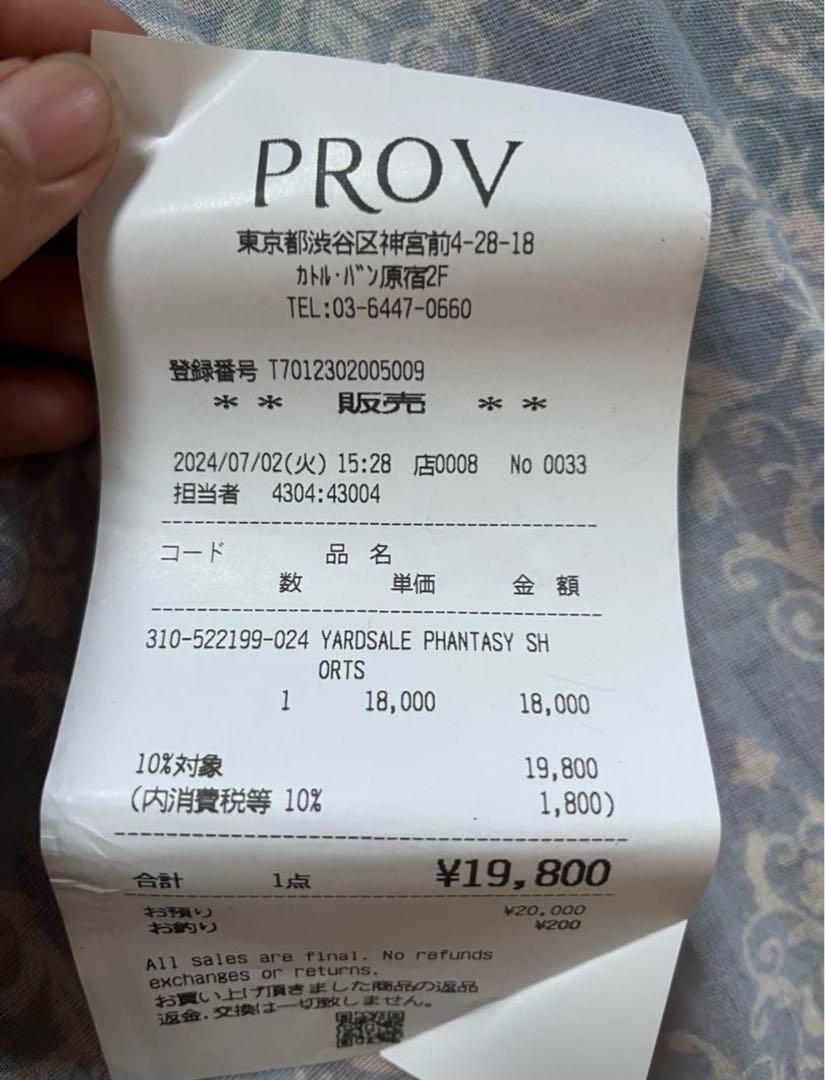 PROV
東京都渋谷区神宮前4-28-18
ｶﾄﾙ・ﾊﾞﾝ原宿2F
TEL:03-6447-0660
登録番号 T7012302005009
＊＊ 販売 ＊＊
2024/07/02(火) 15:28 店0008 No 0033
担当者 4304:43004
コード 品 名
数 単価 金 額
310-522199-024 YARDSALE PHANTASY SH
ORTS
1 18,000 18,000
10%対象 19,800
(内消費税等 10% 1,800)
合計 1点 ¥19,800
お預り ¥20,000
お釣り ¥200
All sales are final. No refunds
exchanges or returns.
お買い上げ頂きました商品の返品
返金.交換は一切致しません。